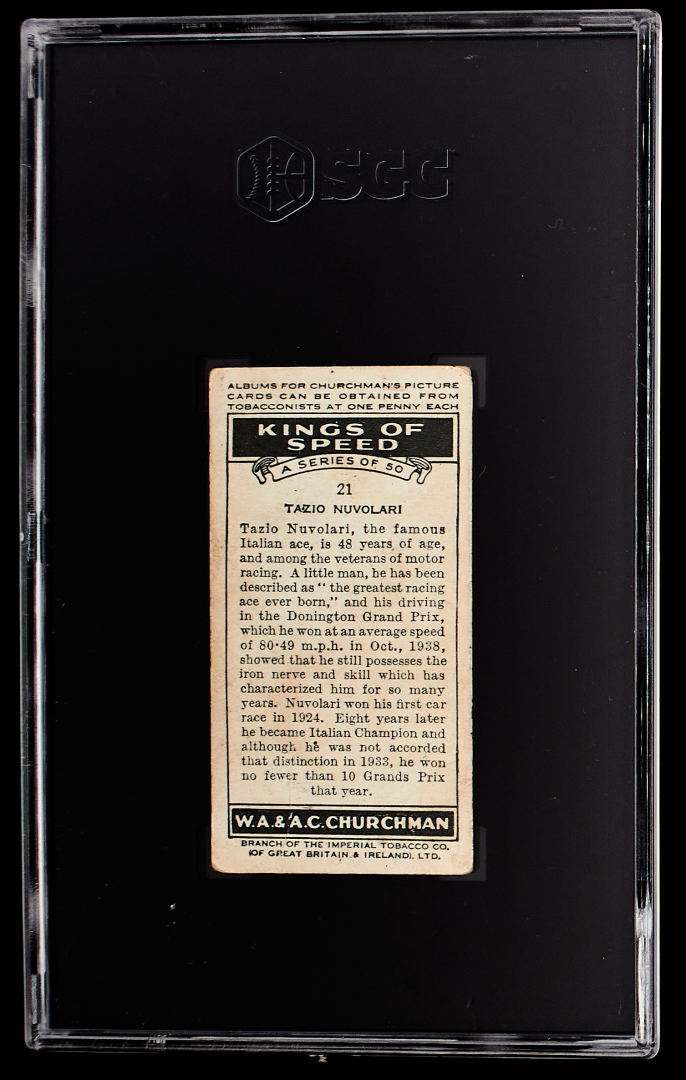 SGC
ALBUMS FOR CHURCHMAN'S PICTURE
CARDS CAN BE OBTAINED FROM
TOBACCONISTS AT ONE PENNY EACH
KINGS OF
SPEED
A SERIES OF 50
21
TAZIO NUVOLARI
Tazio Nuvolari, the famous
Italian ace, is 48 years of age,
and among the veterans of motor
racing. A little man, he has been
described as " the greatest racing
ace ever born," and his driving
in the Donington Grand Prix,
which he won at an average speed
of 80·49 m.p.h. in Oct., 1938,
showed that he still possesses the
iron nerve and skill which has
characterized him for so many
years. Nuvolari won his first car
race in 1924. Eight years later
he became Italian Champion and
although he was not accorded
that distinction in 1933, he won
no fewer than 10 Grands Prix
that year.
W.A. & A.C. CHURCHMAN
BRANCH OF THE IMPERIAL TOBACCO CO.
(OF GREAT BRITAIN & IRELAND), LTD.